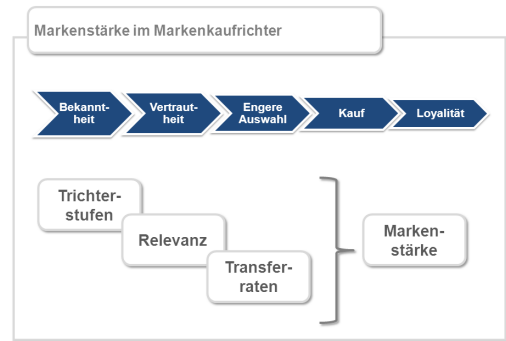 Markenstärke im Markenkaufrichter
Bekannt-
heit
Vertraut-
heit
Engere
Auswahl
Kauf
Loyalität
Trichter-
stufen
Relevanz
Transfer-
raten
Marken-
stärke